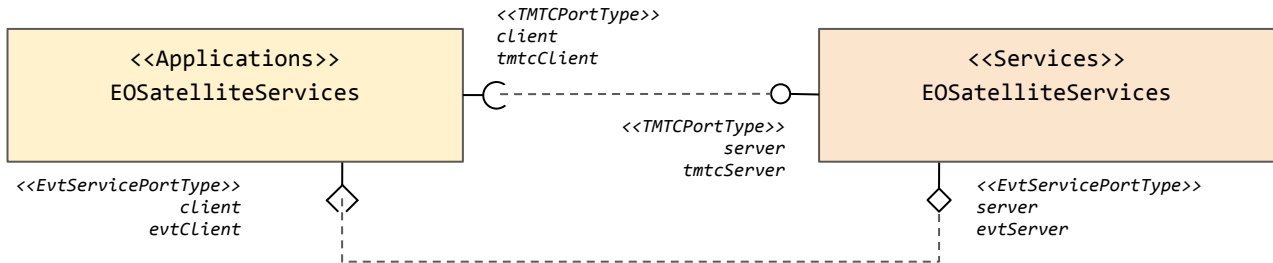 <<TMTCPortType>>
client
tmtcClient
<<Applications>>
EOSatelliteServices
<<Services>>
EOSatelliteServices
<<TMTCPortType>>
server
tmtcServer
<<EvtServicePortType>>
client
evtClient
<<EvtServicePortType>>
server
evtServer